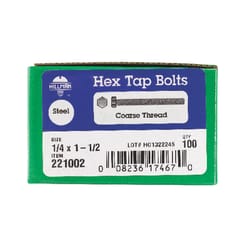 HILLMAN
Hex Tap Bolts
Steel
Coarse Thread
SIZE
1/4 x 1 - 1/2
ITEM
221002
LOT# HC1322245
QTY
100
0 08236 17467 0